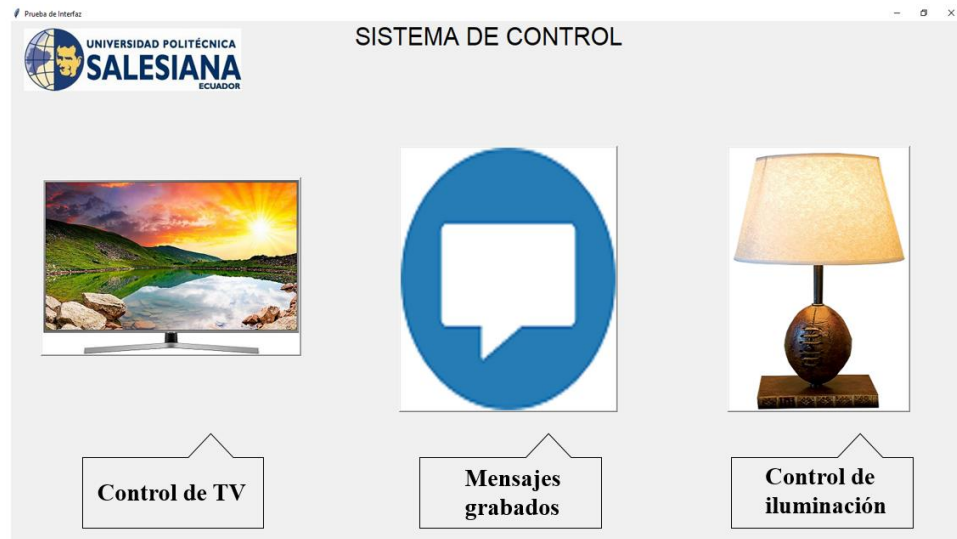 Prueba de Interfaz
UNIVERSIDAD POLITÉCNICA
SALESIANA
ECUADOR
SISTEMA DE CONTROL
Control de TV
Mensajes
grabados
Control de
iluminación